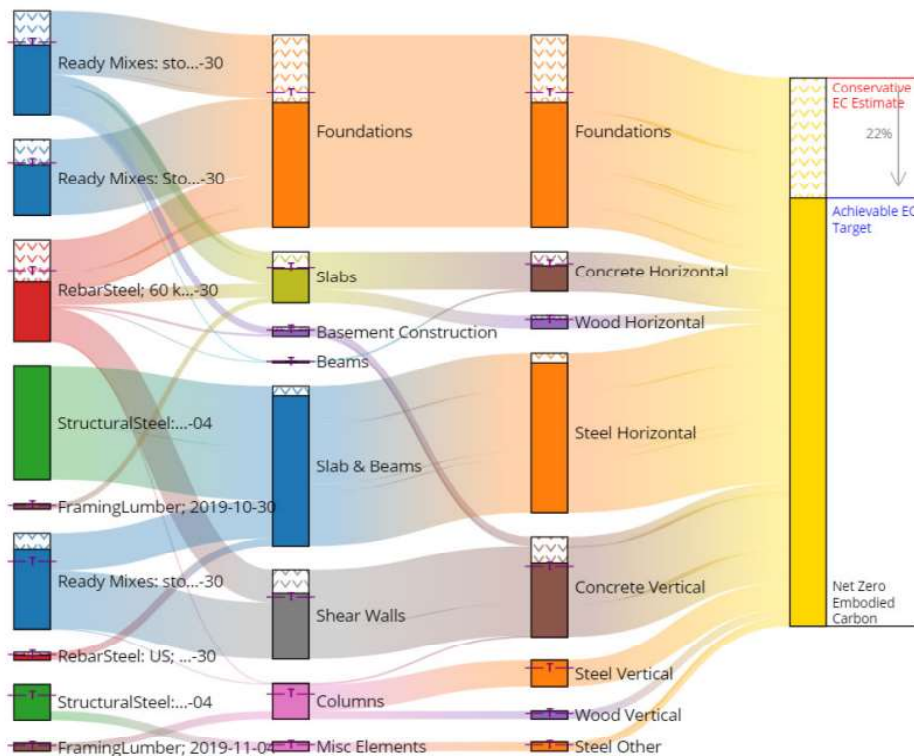 Ready Mixes: sto...-30
Ready Mixes: Sto...-30
RebarSteel; 60 k...-30
StructuralSteel:...-04
FramingLumber; 2019-10-30
Ready Mixes: sto...-30
RebarSteel: US; ...-30
StructuralSteel:...-04
FramingLumber; 2019-11-04
Foundations
Slabs
Basement Construction
Beams
Slab & Beams
Shear Walls
Columns
Misc Elements
Foundations
Concrete Horizontal
Wood Horizontal
Steel Horizontal
Concrete Vertical
Steel Vertical
Wood Vertical
Steel Other
Conservative
EC Estimate
22%
Achievable EC
Target
Net Zero
Embodied
Carbon